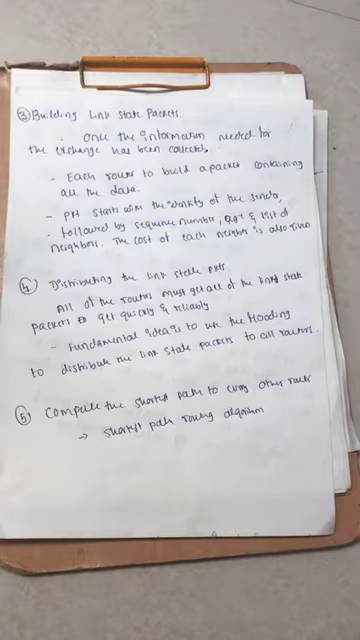 ③ Building Link State Packets.
- Once the information needed for
the exchange has been collected,
- Each router to build a packet containing
all the data.
- Pkt starts with the identity of the sender,
- followed by sequence number, & list of
neighbors. The cost of each neighbor is also given
④ Distributing the link state pkts
All of the routers must get all of the link state
packets to get quickly & reliably
- Fundamental idea is to use the flooding
to distribute the link state packets to all routers.
⑤ Compute the shortest path to every other router
→ shortest path routing algorithm